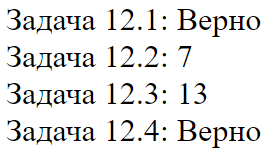 Задача 12.1: Верно
Задача 12.2: 7
Задача 12.3: 13
Задача 12.4: Верно